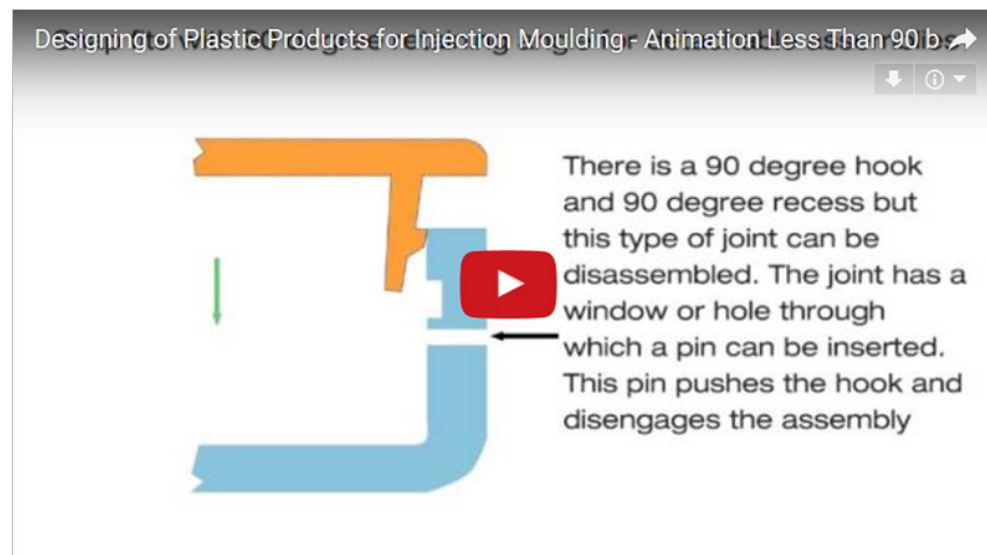 Designing of Plastic Products for Injection Moulding - Animation Less Than 90 b
There is a 90 degree hook
and 90 degree recess but
this type of joint can be
disassembled. The joint has a
window or hole through
which a pin can be inserted.
This pin pushes the hook and
disengages the assembly